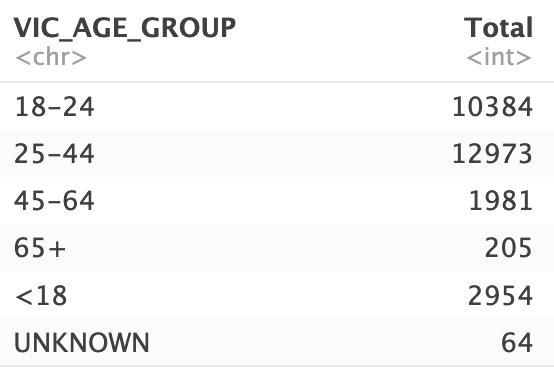 VIC_AGE_GROUP Total
<chr> <int>
18-24 10384
25-44 12973
45-64 1981
65+ 205
<18 2954
UNKNOWN 64